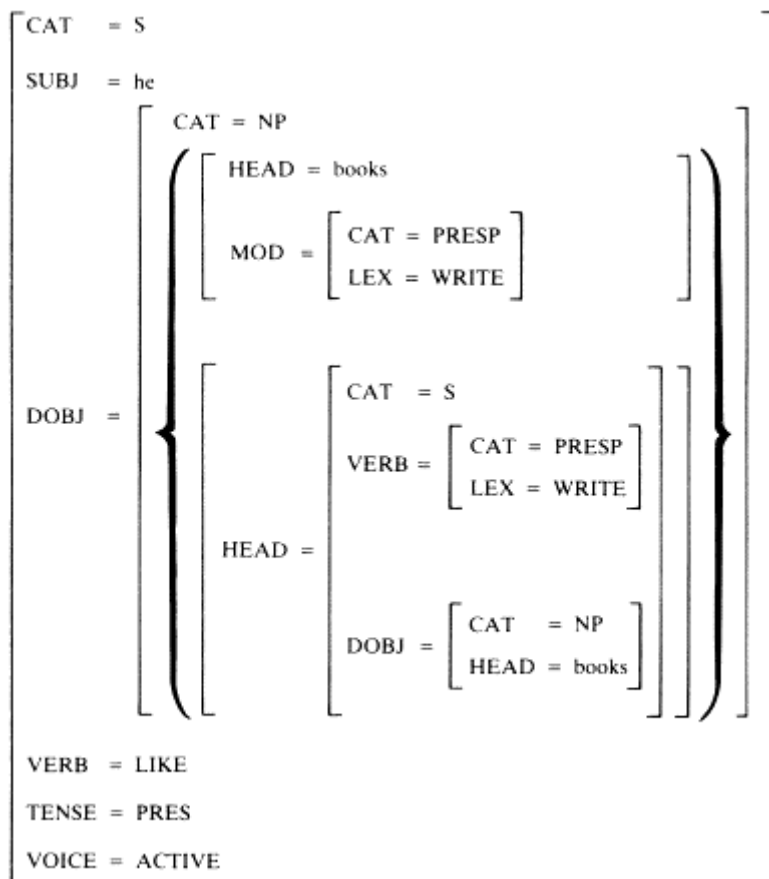 CAT = S
SUBJ = he
CAT = NP
HEAD = books
MOD =
CAT = PRESP
LEX = WRITE
DOBJ =
HEAD =
CAT = S
VERB =
CAT = PRESP
LEX = WRITE
DOBJ =
CAT = NP
HEAD = books
VERB = LIKE
TENSE = PRES
VOICE = ACTIVE